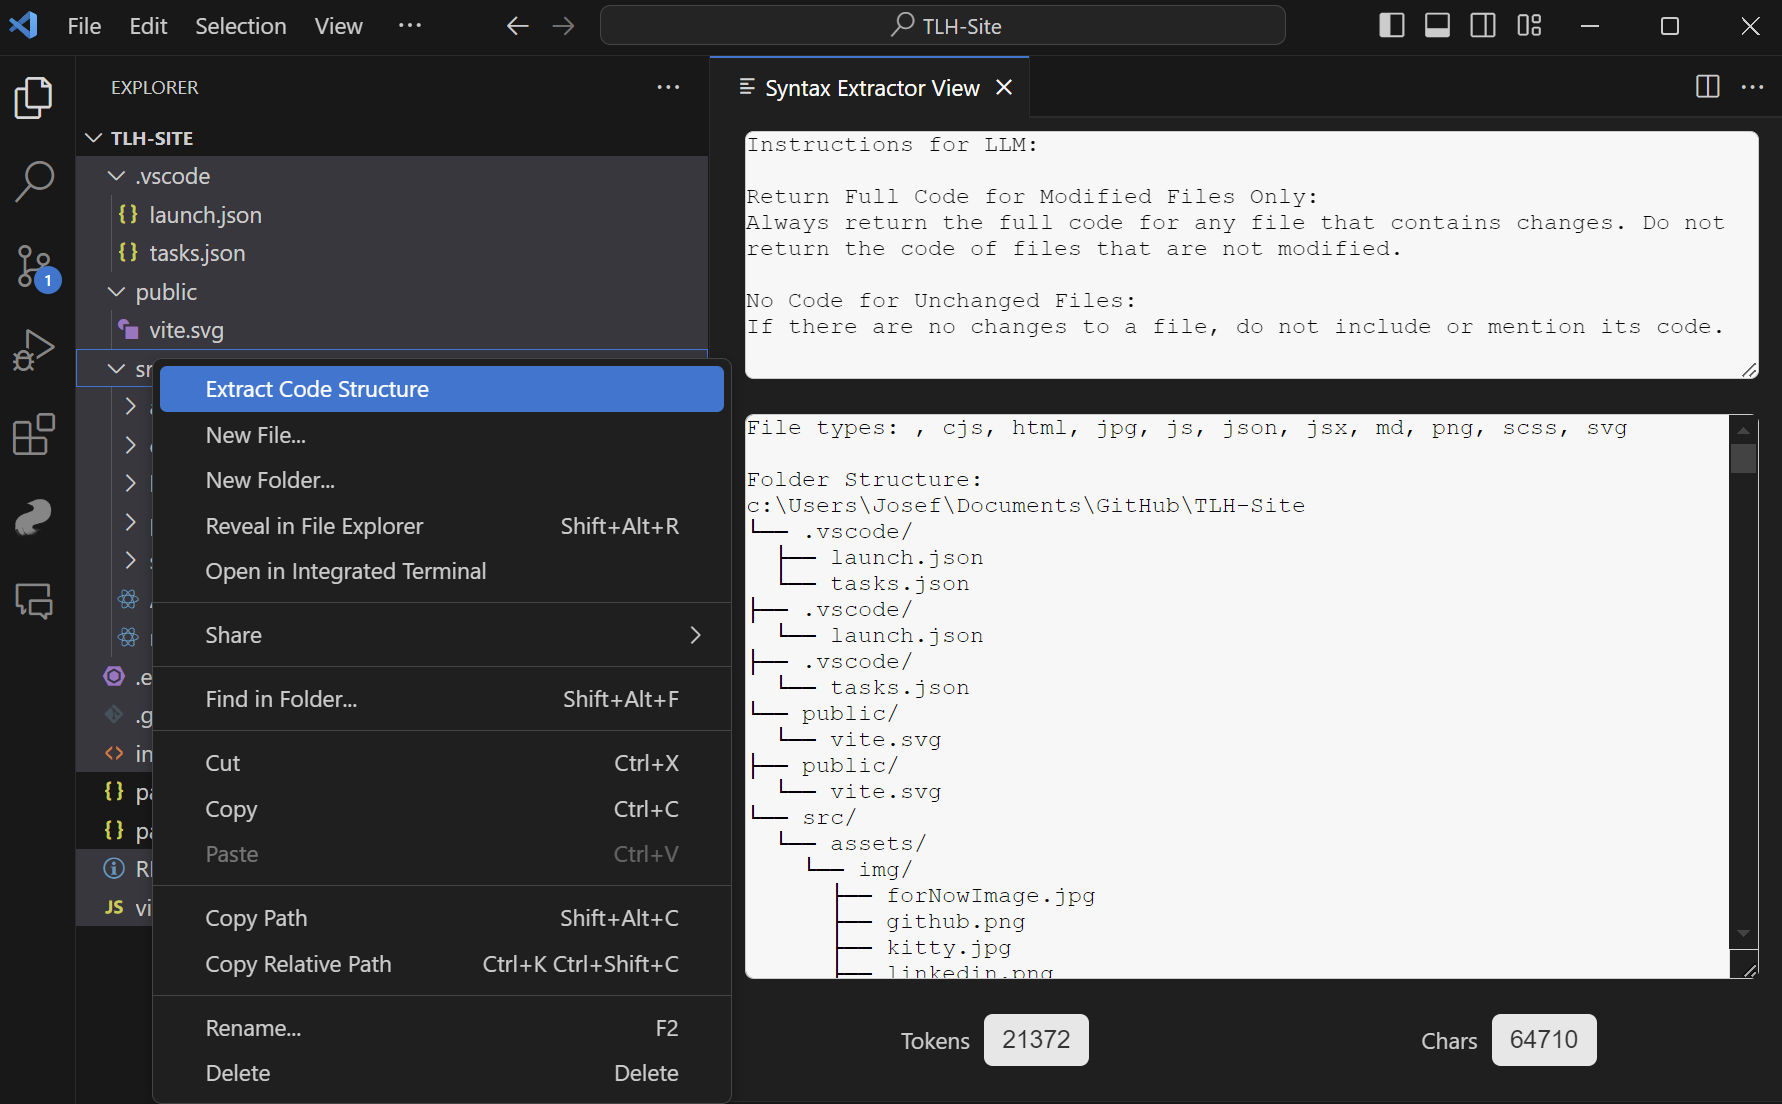 File Edit Selection View ···
TLH-Site
EXPLORER
TLH-SITE
.vscode
launch.json
tasks.json
public
vite.svg
1
Extract Code Structure
New File...
New Folder...
Reveal in File Explorer Shift+Alt+R
Open in Integrated Terminal
Share
Find in Folder... Shift+Alt+F
Cut Ctrl+X
Copy Ctrl+C
Paste Ctrl+V
Copy Path Shift+Alt+C
Copy Relative Path Ctrl+K Ctrl+Shift+C
Rename... F2
Delete Delete
JS
Syntax Extractor View
Instructions for LLM:
Return Full Code for Modified Files Only:
Always return the full code for any file that contains changes. Do not
return the code of files that are not modified.
No Code for Unchanged Files:
If there are no changes to a file, do not include or mention its code.
File types: , cjs, html, jpg, js, json, jsx, md, png, scss, svg
Folder Structure:
c:\Users\Josef\Documents\GitHub\TLH-Site
└── .vscode/
├── launch.json
└── tasks.json
├── .vscode/
└── launch.json
├── .vscode/
└── tasks.json
└── public/
└── vite.svg
├── public/
└── vite.svg
└── src/
└── assets/
└── img/
├── forNowImage.jpg
├── github.png
├── kitty.jpg
├── linkedin.png
Tokens 21372
Chars 64710